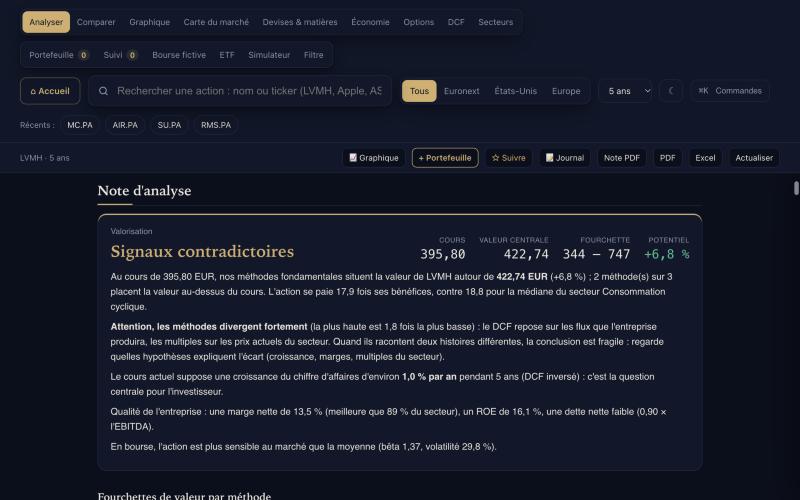 Analyser Comparer Graphique Carte du marché Devises & matières Économie Options DCF Secteurs
Portefeuille 0 Suivi 0 Bourse fictive ETF Simulateur Filtre
⌂ Accueil Rechercher une action : nom ou ticker (LVMH, Apple, AS Tous Euronext États-Unis Europe 5 ans ⌘K Commandes
Récents : MC.PA AIR.PA SU.PA RMS.PA
LVMH · 5 ans Graphique + Portefeuille ☆ Suivre Journal Note PDF PDF Excel Actualiser
Note d'analyse
Valorisation
Signaux contradictoires
COURS VALEUR CENTRALE FOURCHETTE POTENTIEL
395,80 422,74 344 – 747 +6,8 %
Au cours de 395,80 EUR, nos méthodes fondamentales situent la valeur de LVMH autour de 422,74 EUR (+6,8 %) ; 2 méthode(s) sur 3
placent la valeur au-dessus du cours. L'action se paie 17,9 fois ses bénéfices, contre 18,8 pour la médiane du secteur Consommation
cyclique.
Attention, les méthodes divergent fortement (la plus haute est 1,8 fois la plus basse) : le DCF repose sur les flux que l'entreprise
produira, les multiples sur les prix actuels du secteur. Quand ils racontent deux histoires différentes, la conclusion est fragile : regarde
quelles hypothèses expliquent l'écart (croissance, marges, multiples du secteur).
Le cours actuel suppose une croissance du chiffre d'affaires d'environ 1,0 % par an pendant 5 ans (DCF inversé) : c'est la question
centrale pour l'investisseur.
Qualité de l'entreprise : une marge nette de 13,5 % (meilleure que 89 % du secteur), un ROE de 16,1 %, une dette nette faible (0,90 ×
l'EBITDA).
En bourse, l'action est plus sensible au marché que la moyenne (bêta 1,37, volatilité 29,8 %).
Fourchettes de valeur par méthode